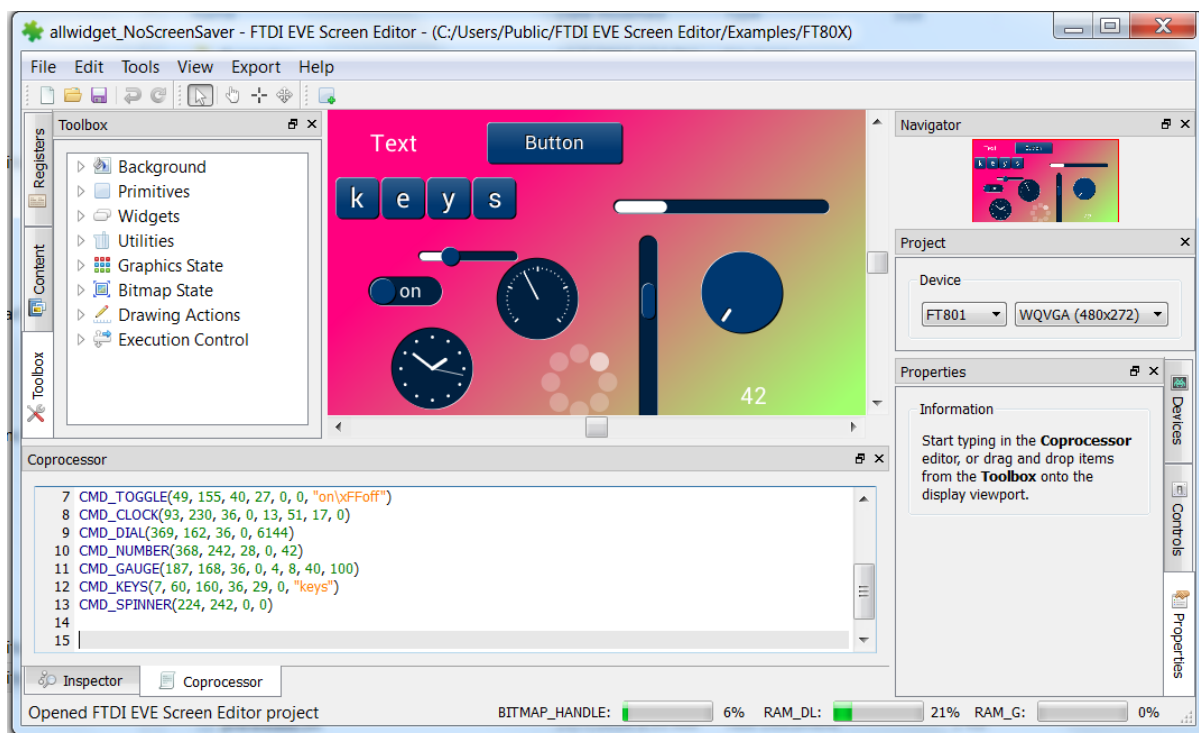 allwidget_NoScreenSaver - FTDI EVE Screen Editor - (C:/Users/Public/FTDI EVE Screen Editor/Examples/FT80X)
File Edit Tools View Export Help
Registers
Content
Toolbox
Toolbox
Background
Primitives
Widgets
Utilities
Graphics State
Bitmap State
Drawing Actions
Execution Control
Text
Button
k e y s
on
42
Navigator
Project
Device
FT801
WQVGA (480x272)
Properties
Information
Start typing in the Coprocessor
editor, or drag and drop items
from the Toolbox onto the
display viewport.
Devices
Controls
Properties
Coprocessor
7 CMD_TOGGLE(49, 155, 40, 27, 0, 0, "on\xFFoff")
8 CMD_CLOCK(93, 230, 36, 0, 13, 51, 17, 0)
9 CMD_DIAL(369, 162, 36, 0, 6144)
10 CMD_NUMBER(368, 242, 28, 0, 42)
11 CMD_GAUGE(187, 168, 36, 0, 4, 8, 40, 100)
12 CMD_KEYS(7, 60, 160, 36, 29, 0, "keys")
13 CMD_SPINNER(224, 242, 0, 0)
14
15
Inspector
Coprocessor
Opened FTDI EVE Screen Editor project
BITMAP_HANDLE: 6% RAM_DL: 21% RAM_G: 0%